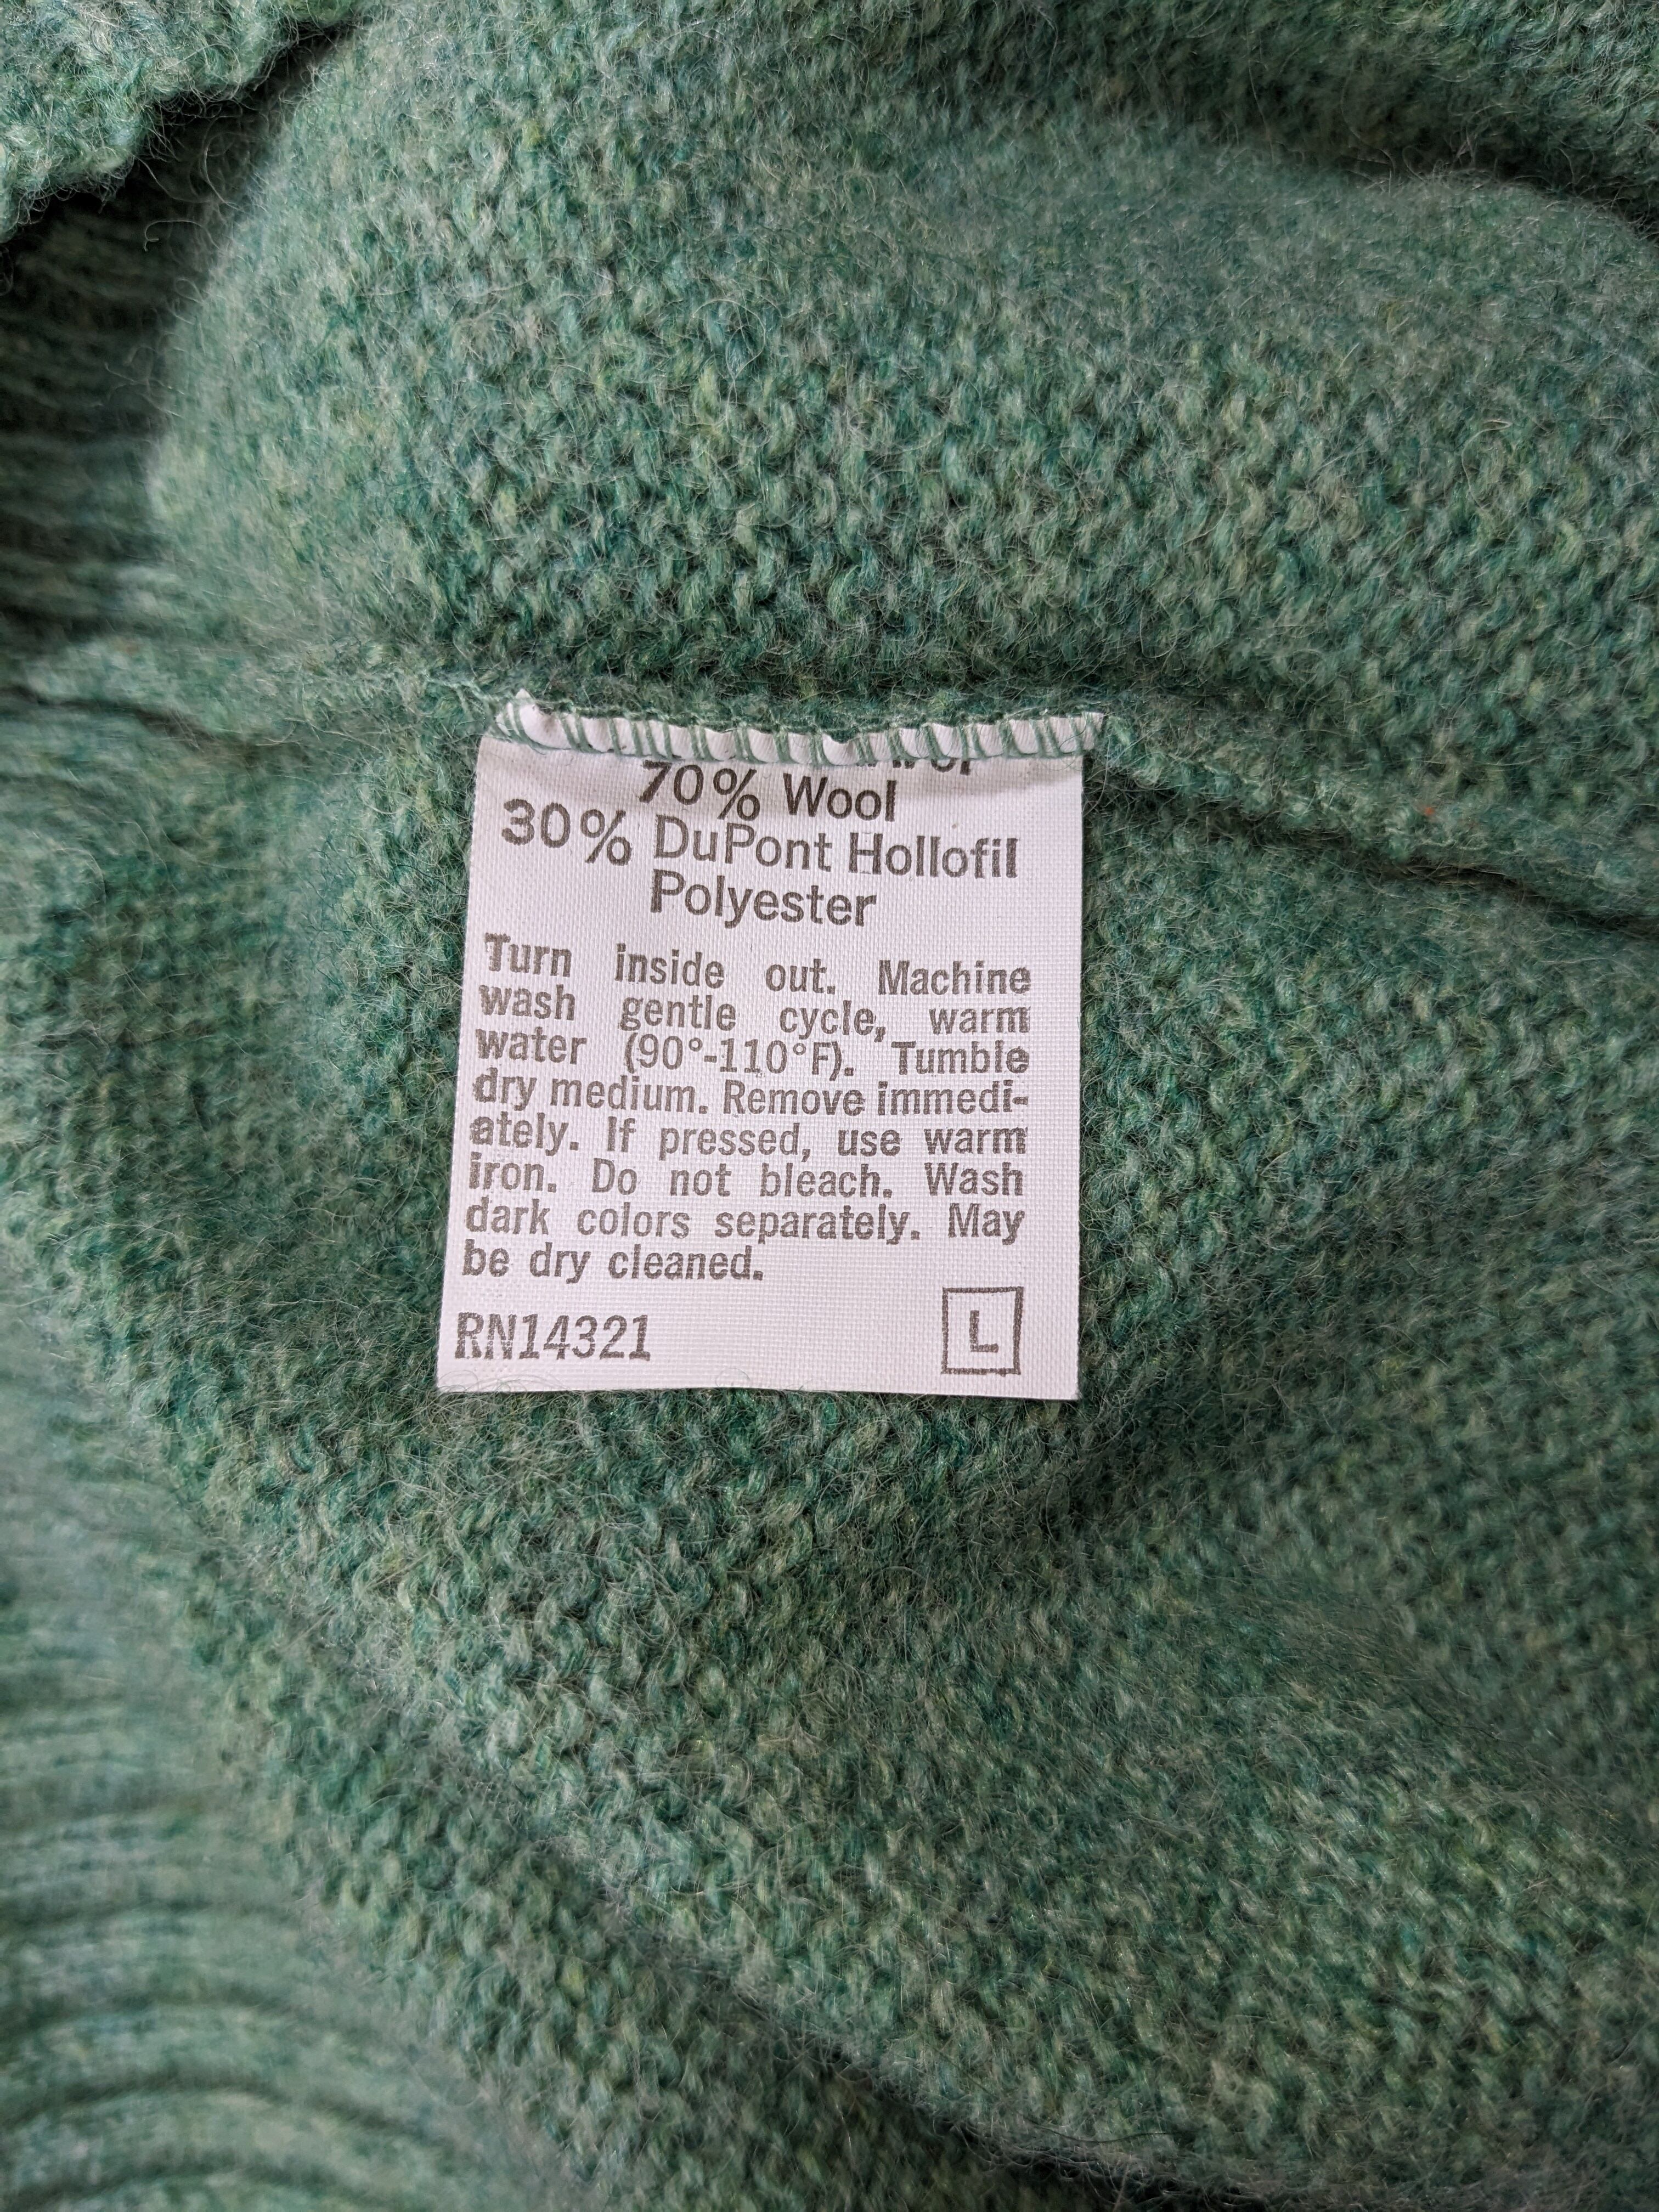 70% Wool
30% DuPont Hollofil
Polyester
Turn inside out. Machine
wash gentle cycle, warm
water (90°-110°F). Tumble
dry medium. Remove immedi-
ately. If pressed, use warm
iron. Do not bleach. Wash
dark colors separately. May
be dry cleaned.
RN14321
L